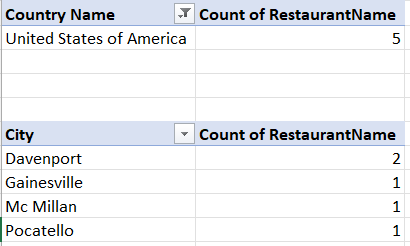 Country Name Count of RestaurantName
United States of America 5
City Count of RestaurantName
Davenport 2
Gainesville 1
Mc Millan 1
Pocatello 1